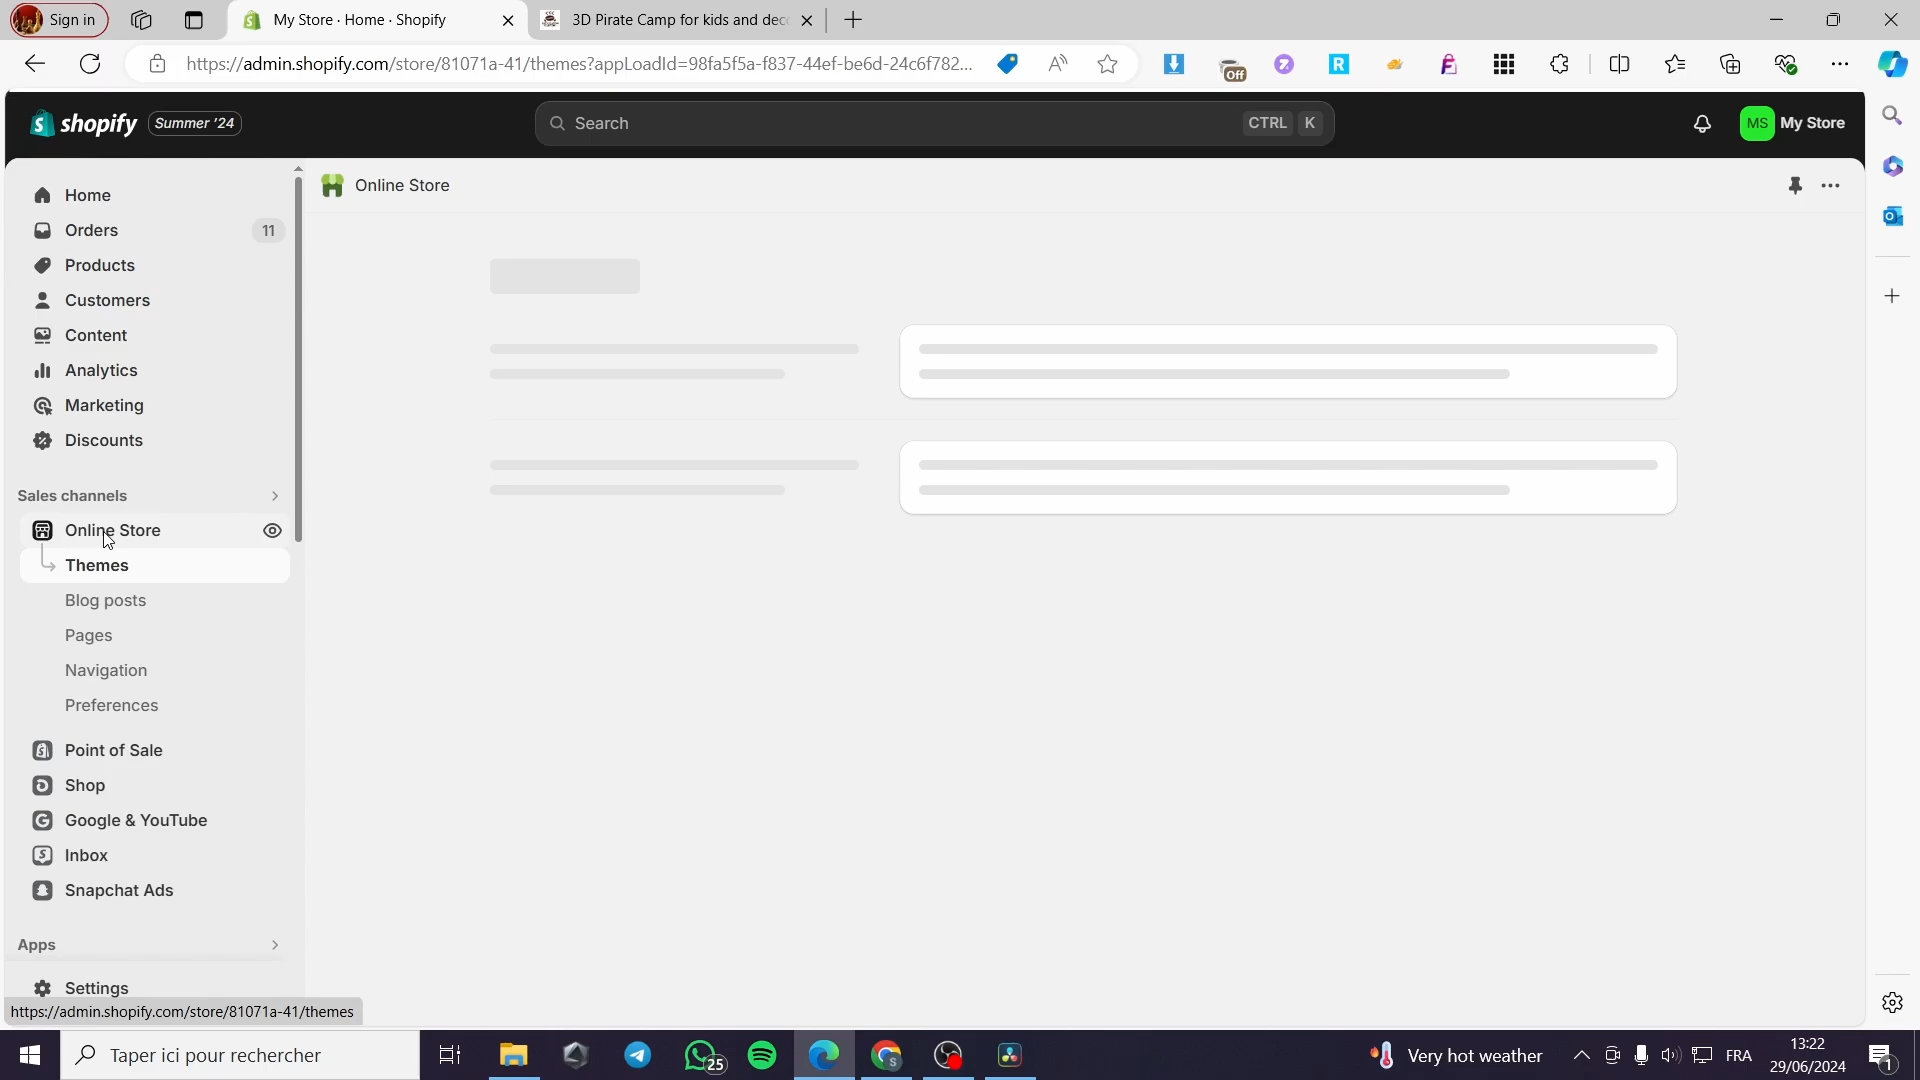 Sign in
My Store · Home · Shopify
3D Pirate Camp for kids and dec
https://admin.shopify.com/store/81071a-41/themes?appLoadId=98fa5f5a-f837-44ef-be6d-24c6f782...
Off
shopify
Summer '24
Search
CTRL K
MS
My Store
Home
Orders
11
Products
Customers
Content
Analytics
Marketing
Discounts
Sales channels
Online Store
Themes
Blog posts
Pages
Navigation
Preferences
Point of Sale
Shop
Google & YouTube
Inbox
Snapchat Ads
Apps
Settings
Online Store
https://admin.shopify.com/store/81071a-41/themes
Taper ici pour rechercher
25
Very hot weather
FRA
13:22
29/06/2024
1